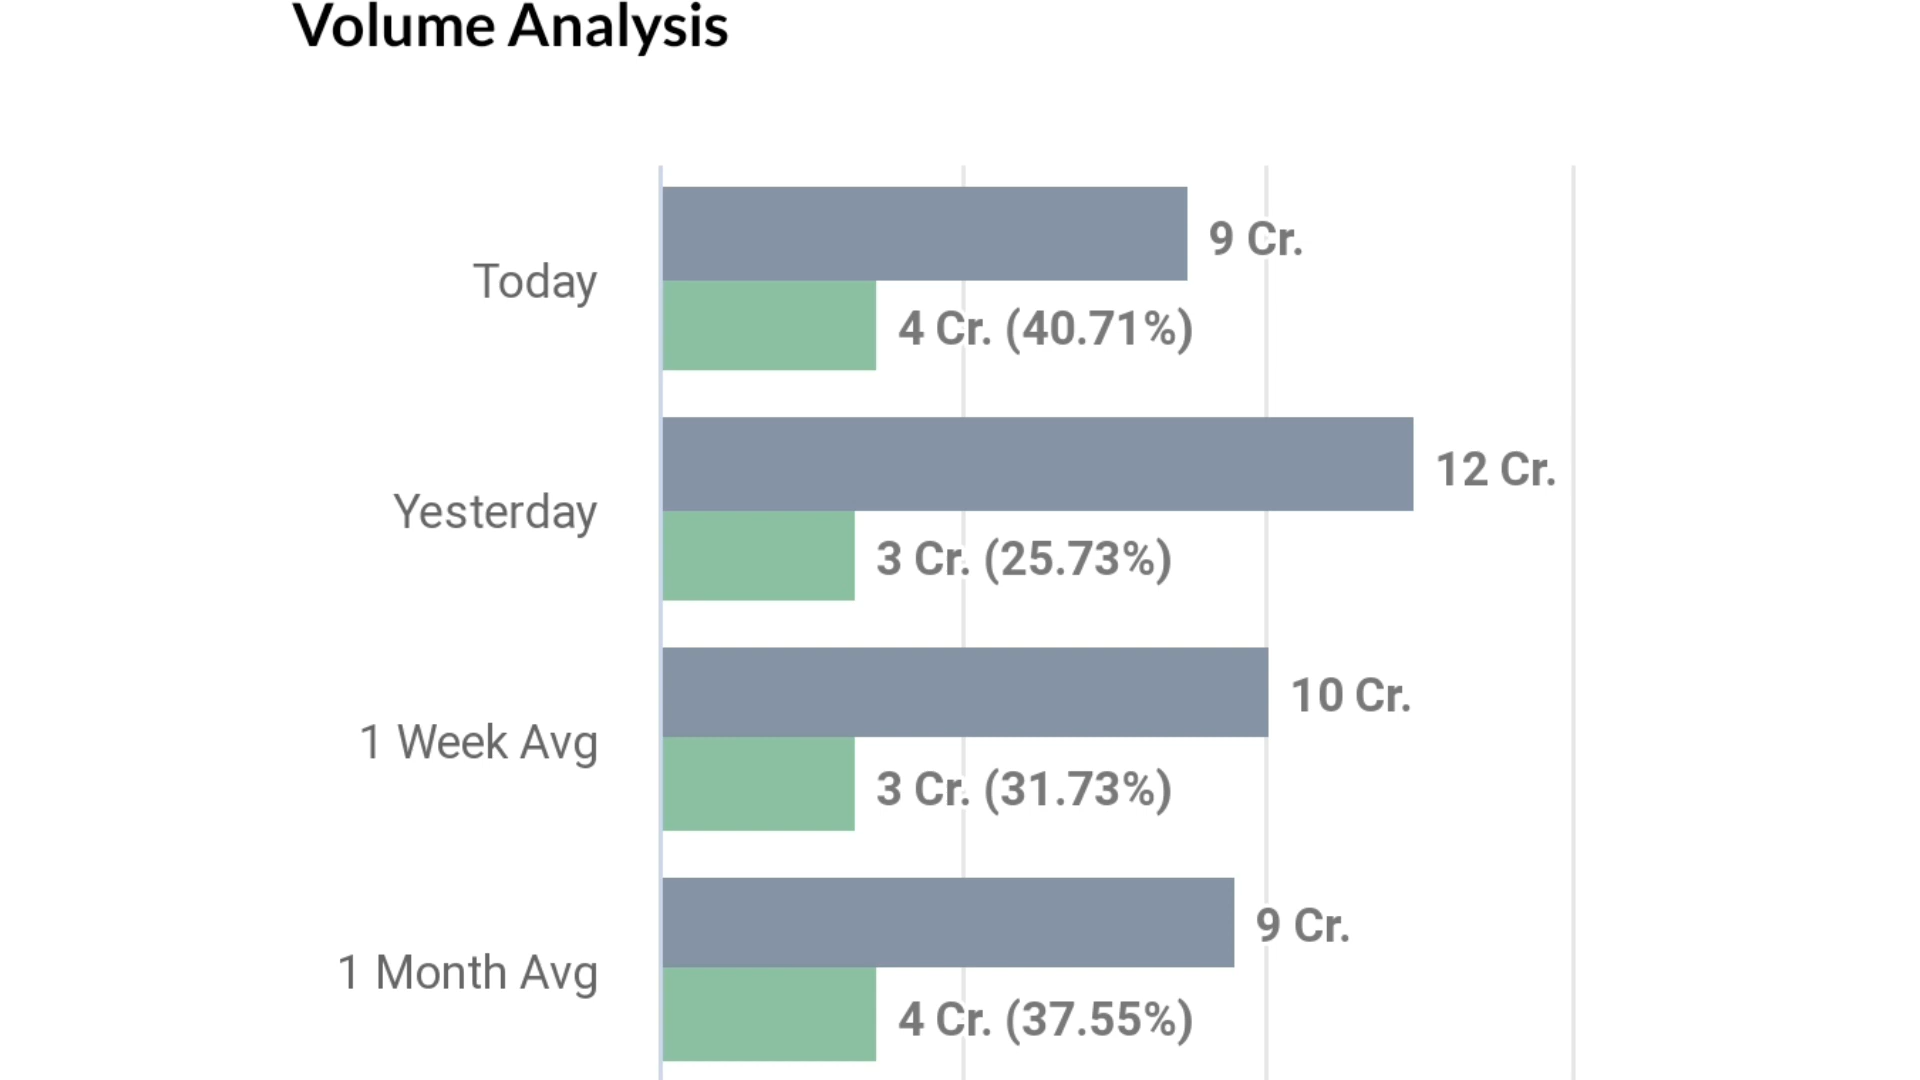 Volume Analysis
Today
9 Cr.
4 Cr. (40.71%)
Yesterday
12 Cr.
3 Cr. (25.73%)
1 Week Avg
10 Cr.
3 Cr. (31.73%)
1 Month Avg
9 Cr.
4 Cr. (37.55%)